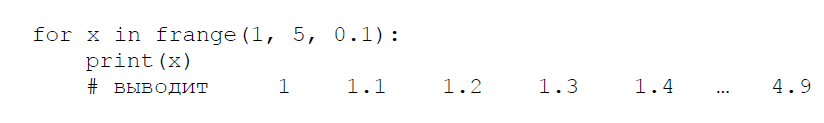 for x in frange(1, 5, 0.1):
    print(x)
    # выводит     1    1.1    1.2    1.3    1.4   …   4.9